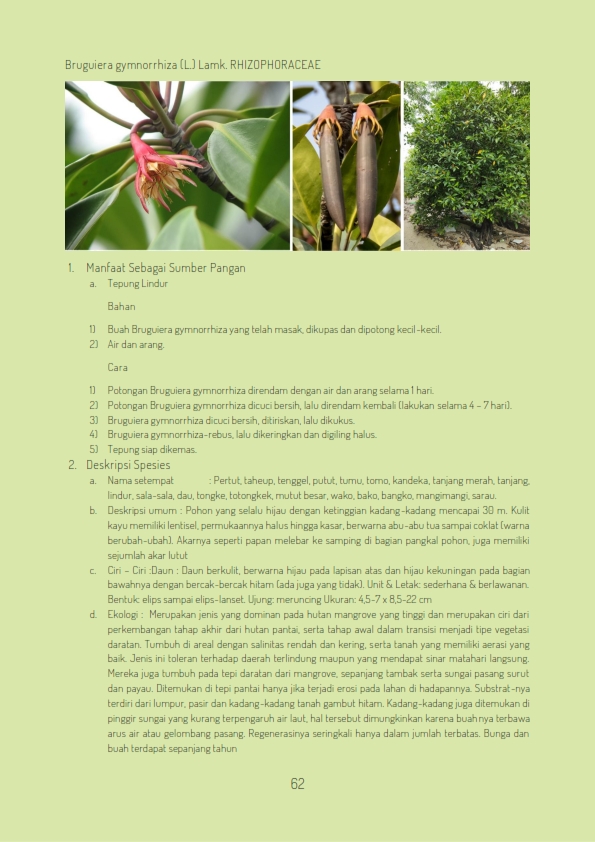 Bruguiera gymnorrhiza (L.) Lamk. RHIZOPHORACEAE
1. Manfaat Sebagai Sumber Pangan
a. Tepung Lindur
Bahan
1) Buah Bruguiera gymnorrhiza yang telah masak, dikupas dan dipotong kecil-kecil.
2) Air dan arang.
Cara
1) Potongan Bruguiera gymnorrhiza direndam dengan air dan arang selama 1 hari.
2) Potongan Bruguiera gymnorrhiza dicuci bersih, lalu direndam kembali (lakukan selama 4 – 7 hari).
3) Bruguiera gymnorrhiza dicuci bersih, ditiriskan, lalu dikukus.
4) Bruguiera gymnorrhiza-rebus, lalu dikeringkan dan digiling halus.
5) Tepung siap dikemas.
2. Deskripsi Spesies
a. Nama setempat : Pertut, taheup, tenggel, putut, tumu, tomo, kandeka, tanjang merah, tanjang,
lindur, sala-sala, dau, tongke, totongkek, mutut besar, wako, bako, bangko, mangimangi, sarau.
b. Deskripsi umum : Pohon yang selalu hijau dengan ketinggian kadang-kadang mencapai 30 m. Kulit
kayu memiliki lentisel, permukaannya halus hingga kasar, berwarna abu-abu tua sampai coklat (warna
berubah-ubah). Akarnya seperti papan melebar ke samping di bagian pangkal pohon, juga memiliki
sejumlah akar lutut
c. Ciri – Ciri :Daun : Daun berkulit, berwarna hijau pada lapisan atas dan hijau kekuningan pada bagian
bawahnya dengan bercak-bercak hitam (ada juga yang tidak). Unit & Letak: sederhana & berlawanan.
Bentuk: elips sampai elips-lanset. Ujung: meruncing Ukuran: 4,5-7 x 8,5-22 cm
d. Ekologi : Merupakan jenis yang dominan pada hutan mangrove yang tinggi dan merupakan ciri dari
perkembangan tahap akhir dari hutan pantai, serta tahap awal dalam transisi menjadi tipe vegetasi
daratan. Tumbuh di areal dengan salinitas rendah dan kering, serta tanah yang memiliki aerasi yang
baik. Jenis ini toleran terhadap daerah terlindung maupun yang mendapat sinar matahari langsung.
Mereka juga tumbuh pada tepi daratan dari mangrove, sepanjang tambak serta sungai pasang surut
dan payau. Ditemukan di tepi pantai hanya jika terjadi erosi pada lahan di hadapannya. Substrat-nya
terdiri dari lumpur, pasir dan kadang-kadang tanah gambut hitam. Kadang-kadang juga ditemukan di
pinggir sungai yang kurang terpengaruh air laut, hal tersebut dimungkinkan karena buahnya terbawa
arus air atau gelombang pasang. Regenerasinya seringkali hanya dalam jumlah terbatas. Bunga dan
buah terdapat sepanjang tahun
62